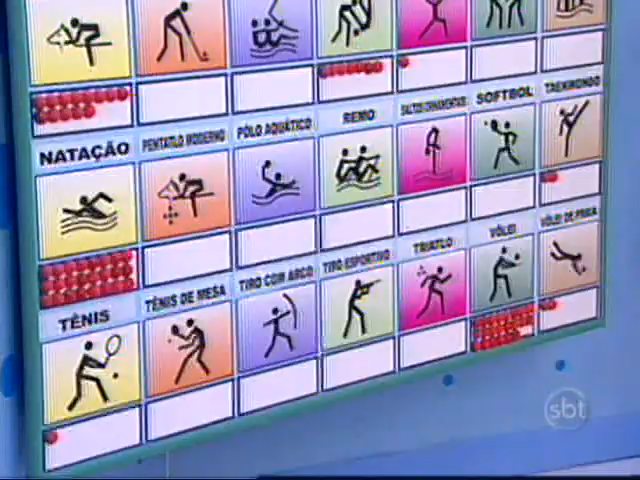 NATAÇÃO PENTATLO MODERNO PÓLO AQUÁTICO REMO SALTOS ORNAMENTAIS SOFTBOL TAEKWONDO
TÊNIS TÊNIS DE MESA TIRO COM ARCO TIRO ESPORTIVO TRIATLO VÔLEI VÔLEI DE PRAIA
sbt